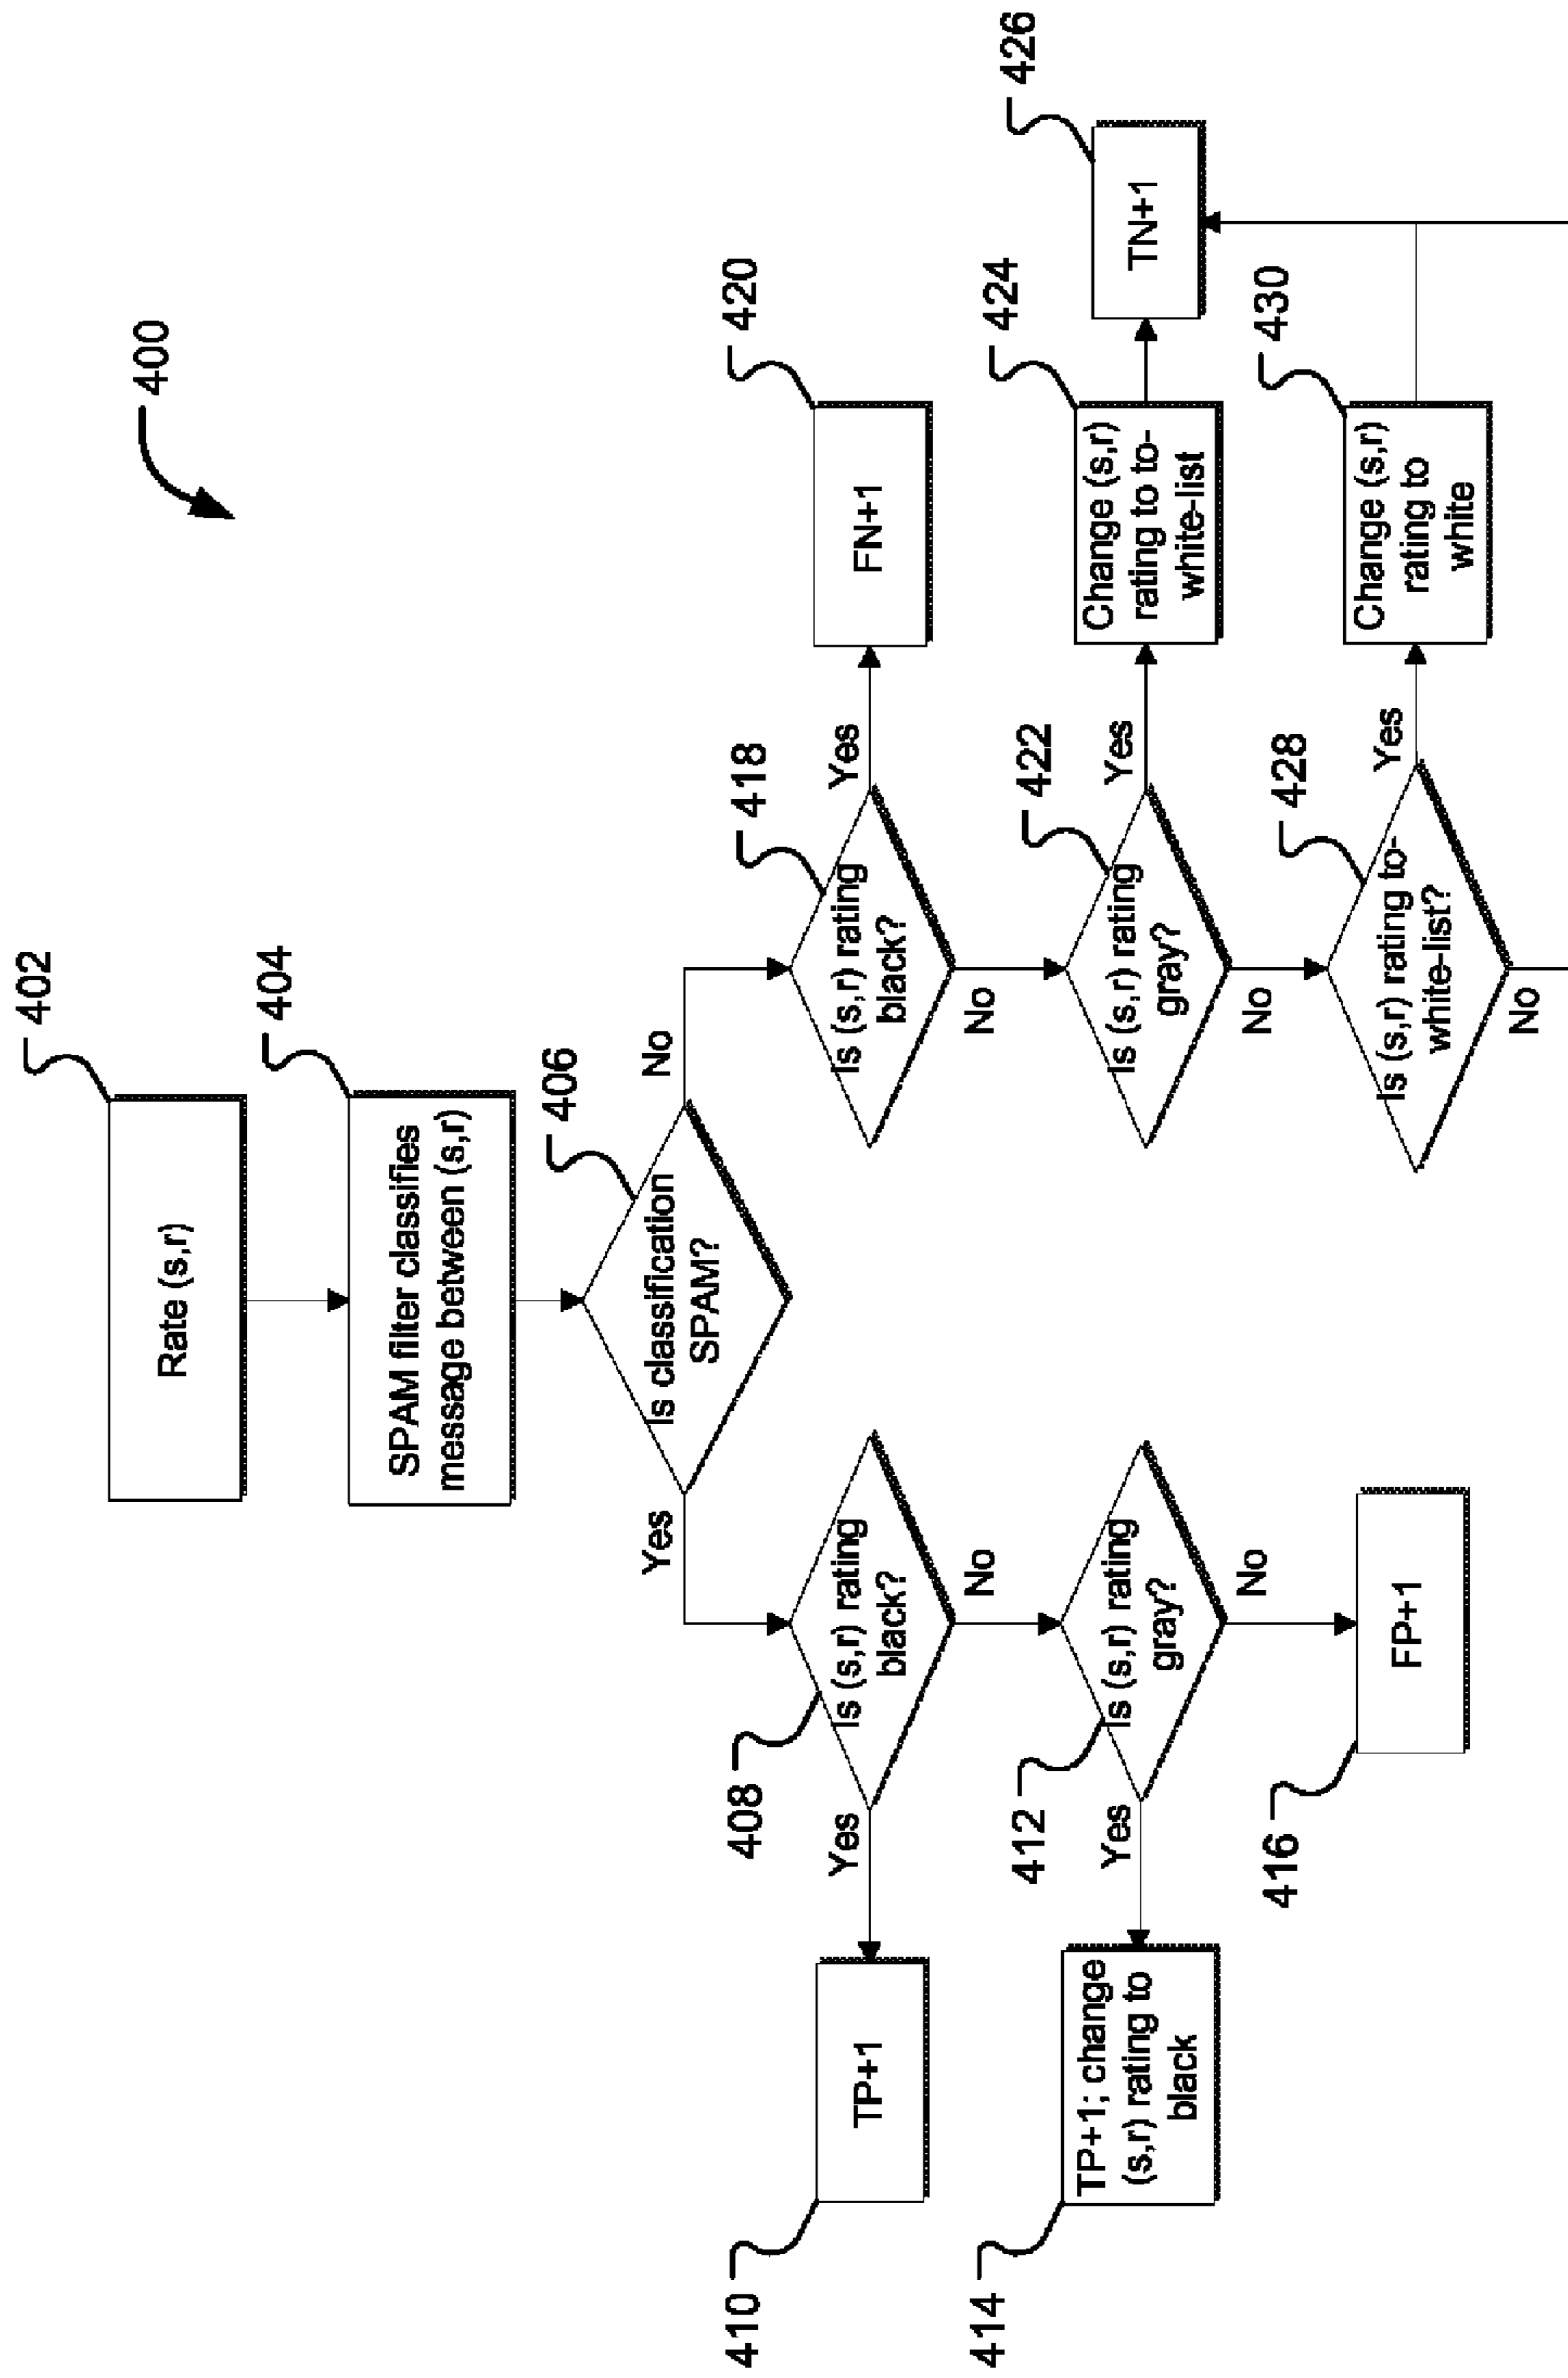 400
402
Rate (s,r)
404
SPAM filter classifies
message between (s,r)
406
Is classification
SPAM?
Yes
No
408
Is (s,r) rating
black?
Yes
No
410
TP+1
412
Is (s,r) rating
gray?
Yes
No
414
TP+1; change
(s,r) rating to
black
416
FP+1
418
Is (s,r) rating
black?
Yes
No
420
FN+1
422
Is (s,r) rating
gray?
Yes
No
424
Change (s,r)
rating to to-
white-list
426
TN+1
428
Is (s,r) rating to-
white-list?
Yes
No
430
Change (s,r)
rating to
white